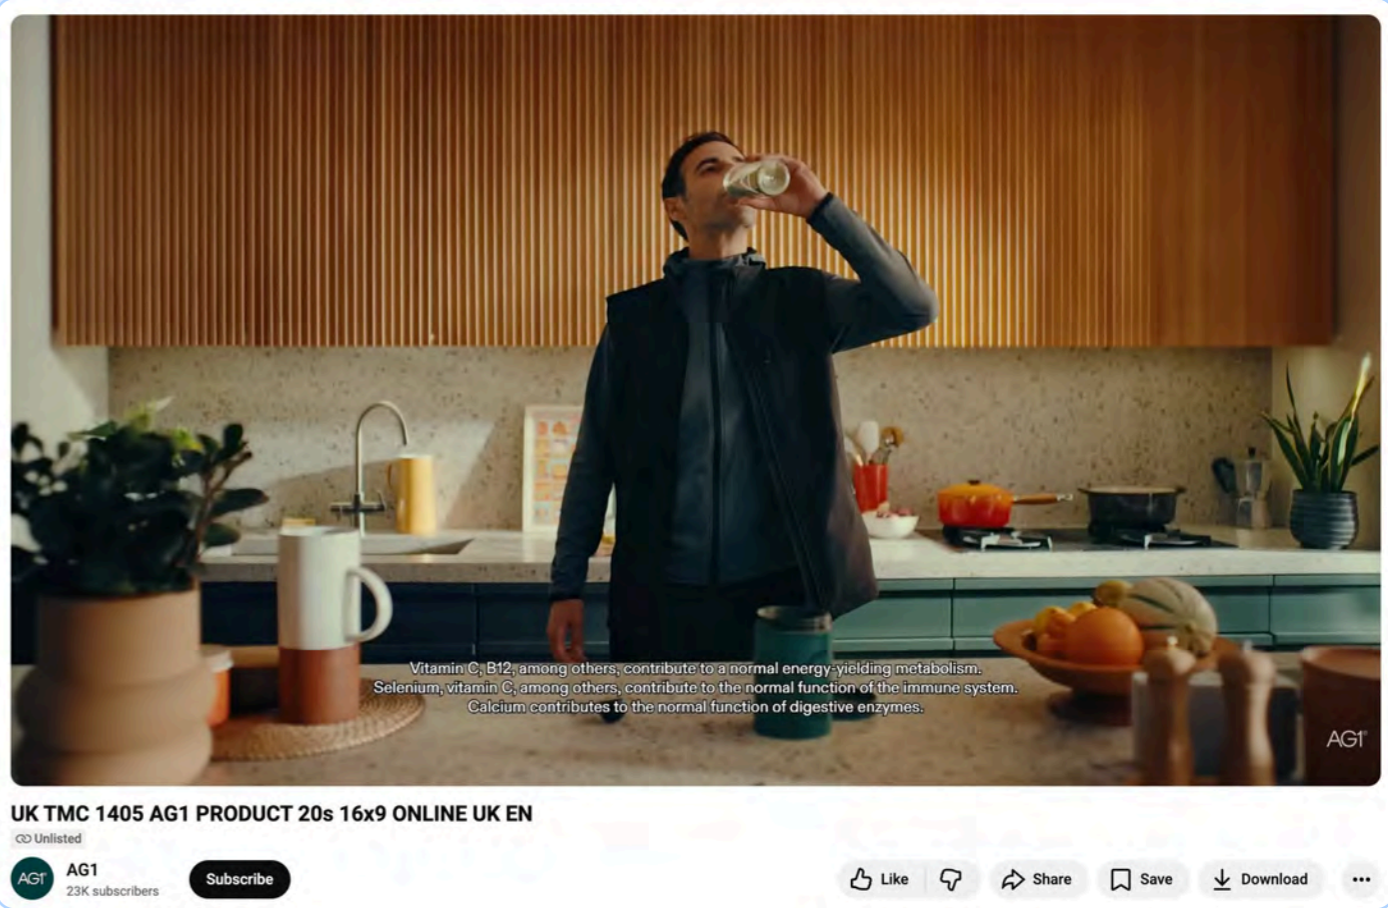 Vitamin C, B12, among others, contribute to a normal energy-yielding metabolism.
Selenium, vitamin C, among others, contribute to the normal function of the immune system.
Calcium contributes to the normal function of digestive enzymes.
AG1®
UK TMC 1405 AG1 PRODUCT 20s 16x9 ONLINE UK EN
Unlisted
AG1®
AG1
23K subscribers
Subscribe
Like
Share
Save
Download